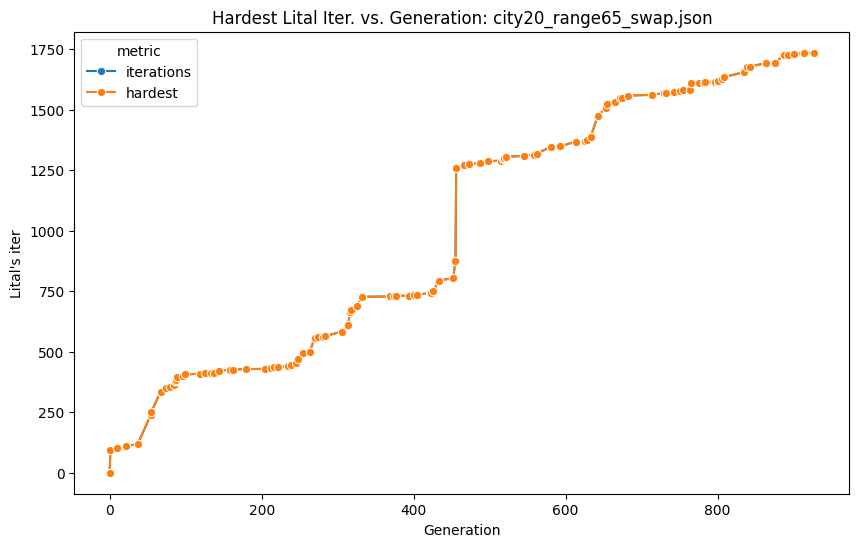 Hardest Lital Iter. vs. Generation: city20_range65_swap.json
metric
iterations
hardest
1750
1500
1250
1000
750
500
250
0
Lital's iter
0 200 400 600 800
Generation